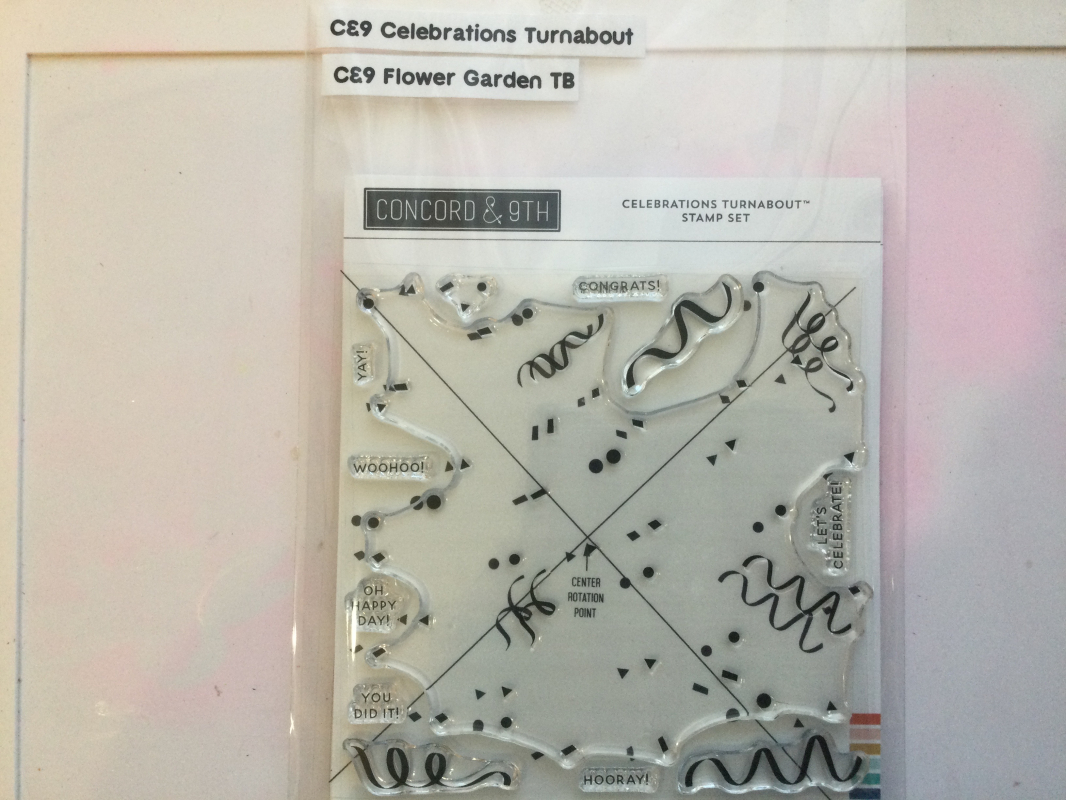 C&9 Celebrations Turnabout
C&9 Flower Garden TB
CONCORD & 9TH
CELEBRATIONS TURNABOUT™
STAMP SET
CONGRATS!
YAY!
WOOHOO!
LET'S
CELEBRATE!
CENTER
ROTATION
POINT
OH
HAPPY
DAY!
YOU
DID IT!
HOORAY!